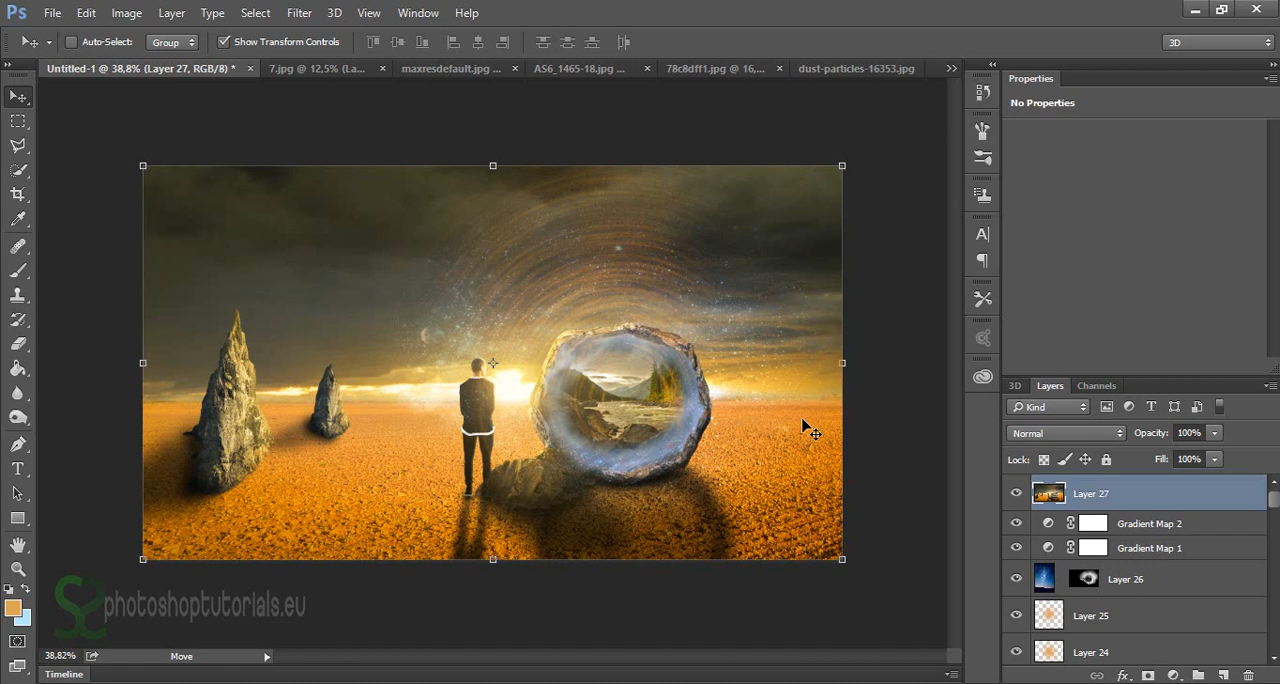 Ps File Edit Image Layer Type Select Filter 3D View Window Help
Auto-Select: Group Show Transform Controls 3D
Untitled-1 @ 38,8% (Layer 27, RGB/8) * × 7.jpg @ 12,5% (La... × maxresdefault.jpg ... × AS6_1465-18.jpg ... × 78c8dff1.jpg @ 16,... × dust-particles-16353.jpg
Properties
No Properties
3D Layers Channels
Kind
Normal Opacity: 100%
Lock: Fill: 100%
Layer 27
Gradient Map 2
Gradient Map 1
Layer 26
Layer 25
Layer 24
photoshoptutorials.eu
38,82% Move
Timeline